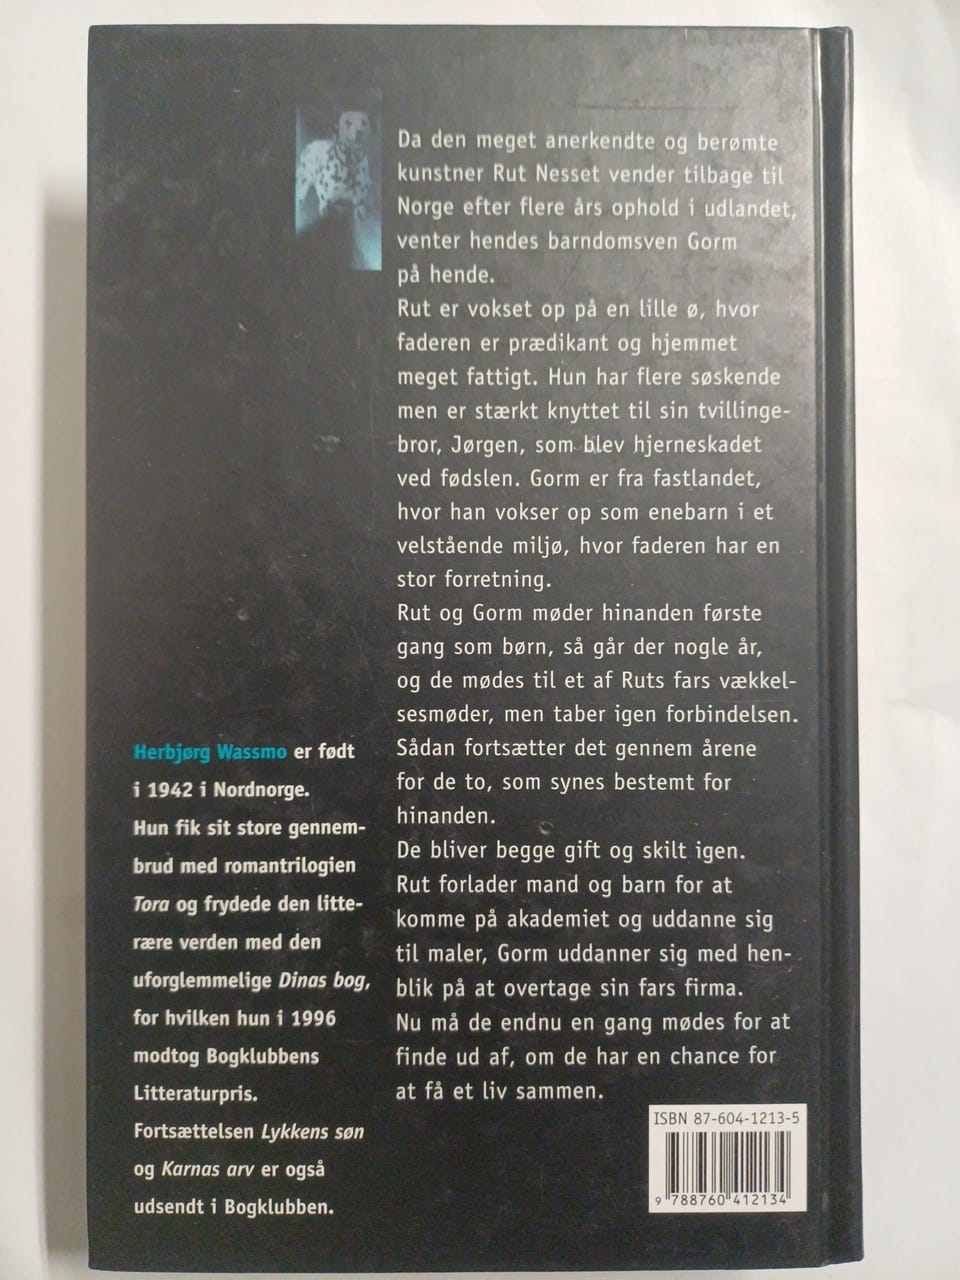 Da den meget anerkendte og berømte
kunstner Rut Nesset vender tilbage til
Norge efter flere års ophold i udlandet,
venter hendes barndomsven Gorm
på hende.
Rut er vokset op på en lille ø, hvor
faderen er prædikant og hjemmet
meget fattigt. Hun har flere søskende
men er stærkt knyttet til sin tvillinge-
bror, Jørgen, som blev hjerneskadet
ved fødslen. Gorm er fra fastlandet,
hvor han vokser op som enebarn i et
velstående miljø, hvor faderen har en
stor forretning.
Rut og Gorm møder hinanden første
gang som børn, så går der nogle år,
og de mødes til et af Ruts fars vækkel-
sesmøder, men taber igen forbindelsen.
Sådan fortsætter det gennem årene
for de to, som synes bestemt for
hinanden.
De bliver begge gift og skilt igen.
Rut forlader mand og barn for at
komme på akademiet og uddanne sig
til maler, Gorm uddanner sig med hen-
blik på at overtage sin fars firma.
Nu må de endnu en gang mødes for at
finde ud af, om de har en chance for
at få et liv sammen.
Herbjørg Wassmo er født
i 1942 i Nordnorge.
Hun fik sit store gennem-
brud med romantrilogien
Tora og frydede den litte-
rære verden med den
uforglemmelige Dinas bog,
for hvilken hun i 1996
modtog Bogklubbens
Litteraturpris.
Fortsættelsen Lykkens søn
og Karnas arv er også
udsendt i Bogklubben.
ISBN 87-604-1213-5
9 788760 412134